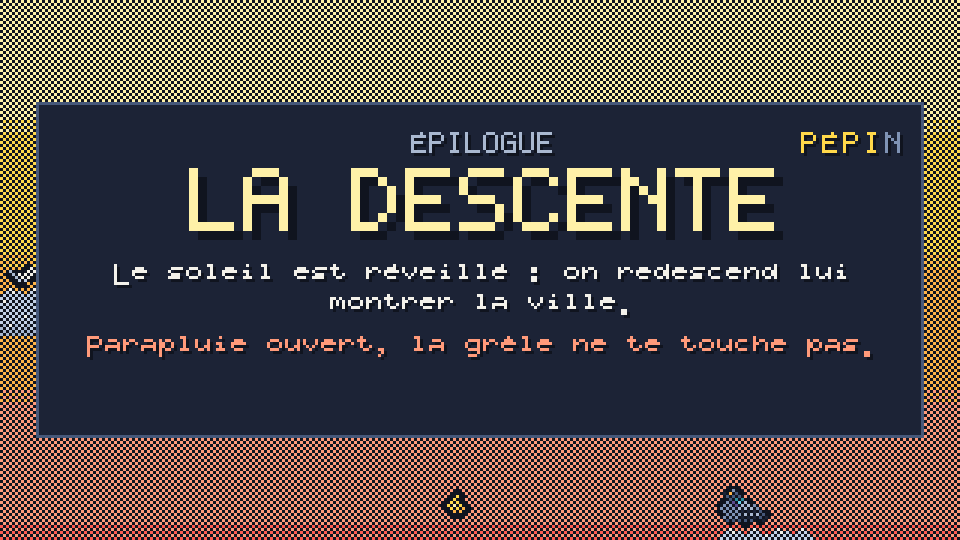 ÉPILOGUE
PÉPIN
LA DESCENTE
Le soleil est réveillé : on redescend lui
montrer la ville.
Parapluie ouvert, la grêle ne te touche pas.